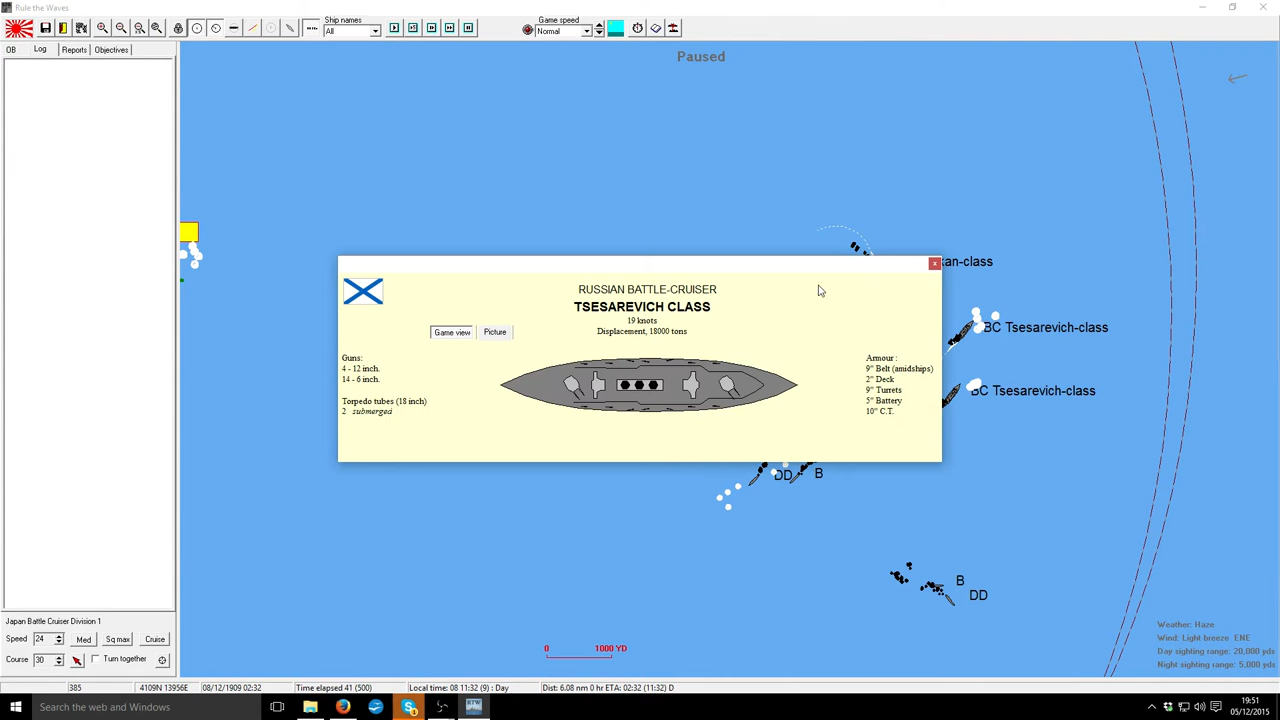 Rule the Waves
Ship names
All
Game speed
Normal
OB Log Reports Objectives
Paused
kan-class
RUSSIAN BATTLE-CRUISER
TSESAREVICH CLASS
19 knots
Displacement, 18000 tons
Game view Picture
Guns:
4 - 12 inch.
14 - 6 inch.
Torpedo tubes (18 inch)
2 submerged
Armour :
9" Belt (amidships)
2" Deck
9" Turrets
5" Battery
10" C.T.
BC Tsesarevich-class
BC Tsesarevich-class
DD B
B
DD
0 1000 YD
Weather: Haze
Wind: Light breeze ENE
Day sighting range: 20,000 yds
Night sighting range: 5,000 yds
Japan Battle Cruiser Division 1
Speed 24 Med Sq max Cruise
Course 30 Turn together
385 4109N 13956E 08/12/1909 02:32 Time elapsed 41 (500) Local time: 08 11:32 (9) : Day Dist: 6.08 nm 0 hr ETA: 02:32 (11:32) D
Search the web and Windows
RTW
19:51
05/12/2015